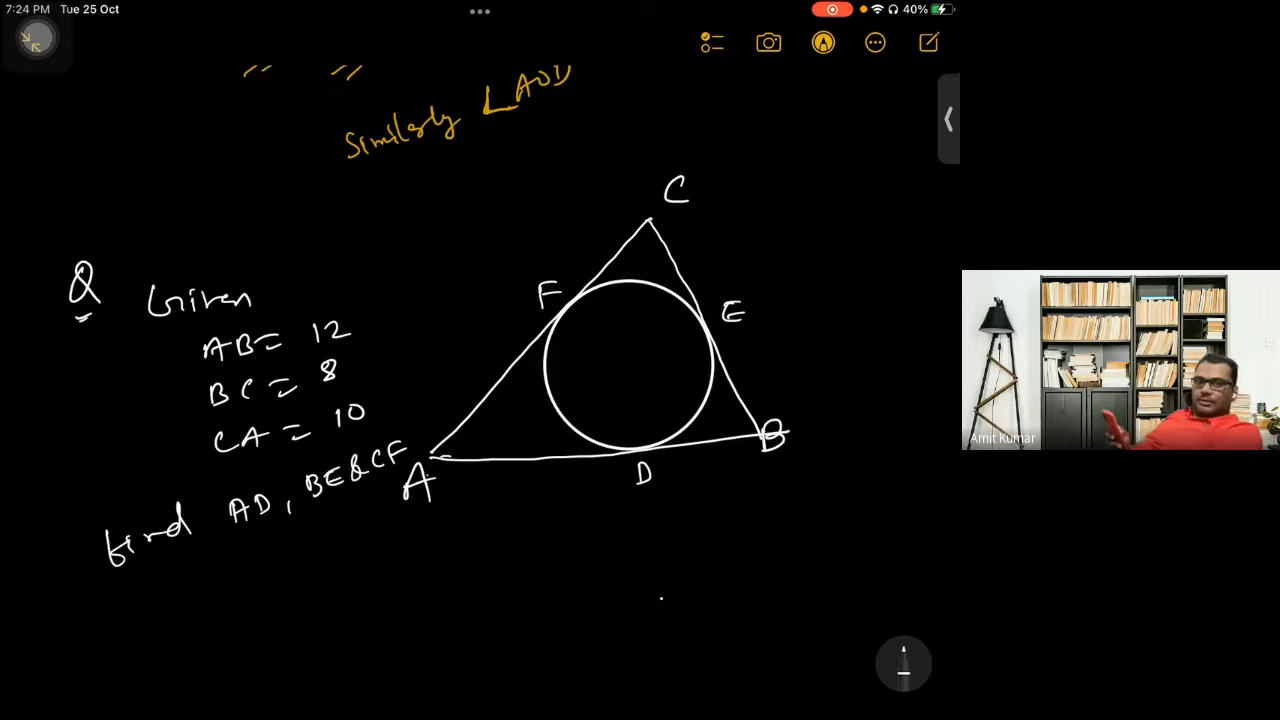 7:24 PM Tue 25 Oct
40%
Similarly ∠AOD
C
F
E
Q Given
AB = 12
BC = 8
CA = 10
find AD, BE & CF
A
B
D
Amit Kumar